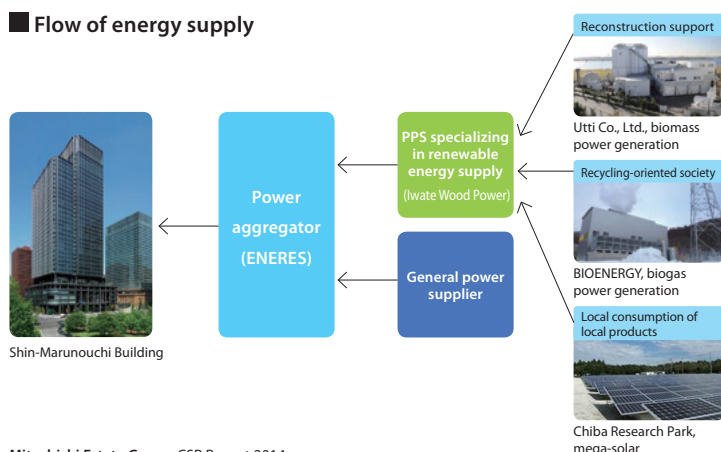 Flow of energy supply
Reconstruction support
Utti Co., Ltd., biomass
power generation
PPS specializing
in renewable
energy supply
(Iwate Wood Power)
Recycling-oriented society
Power
aggregator
(ENERES)
BIOENERGY, biogas
power generation
General power
supplier
Local consumption of
local products
Shin-Marunouchi Building
Chiba Research Park,
mega-solar